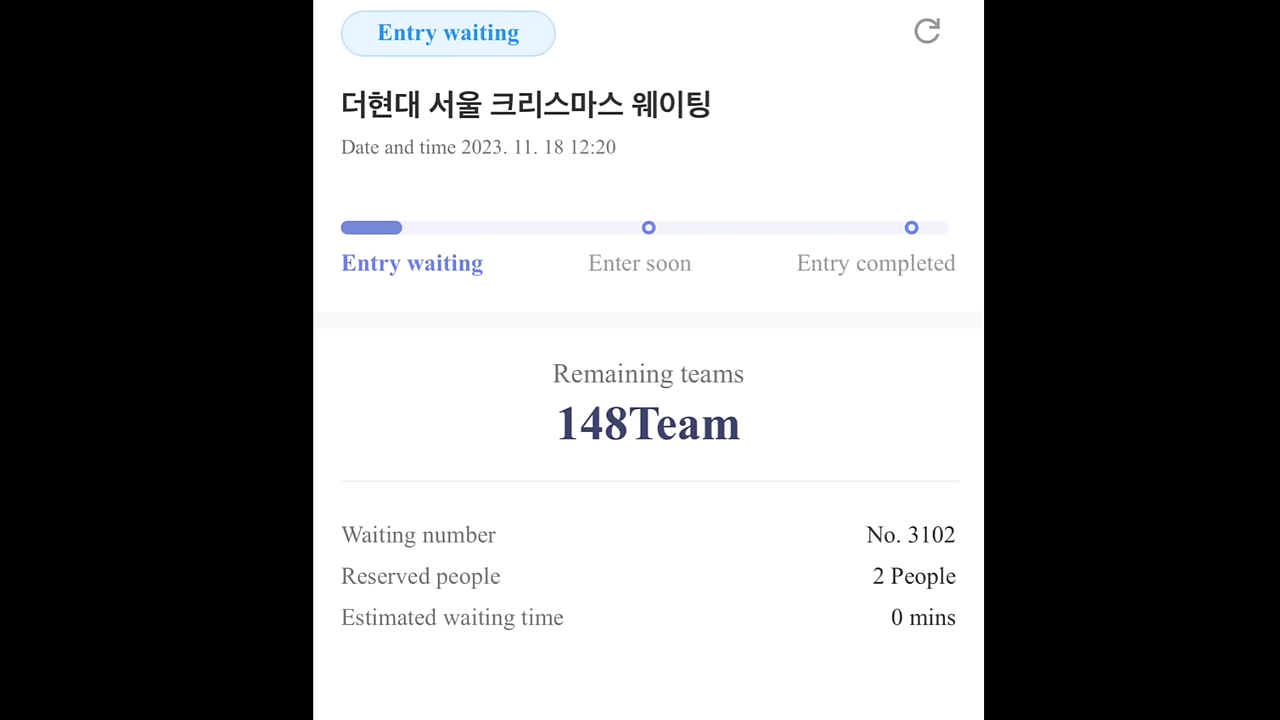 Entry waiting
더현대 서울 크리스마스 웨이팅
Date and time 2023. 11. 18 12:20
Entry waiting Enter soon Entry completed
Remaining teams
148Team
Waiting number No. 3102
Reserved people 2 People
Estimated waiting time 0 mins